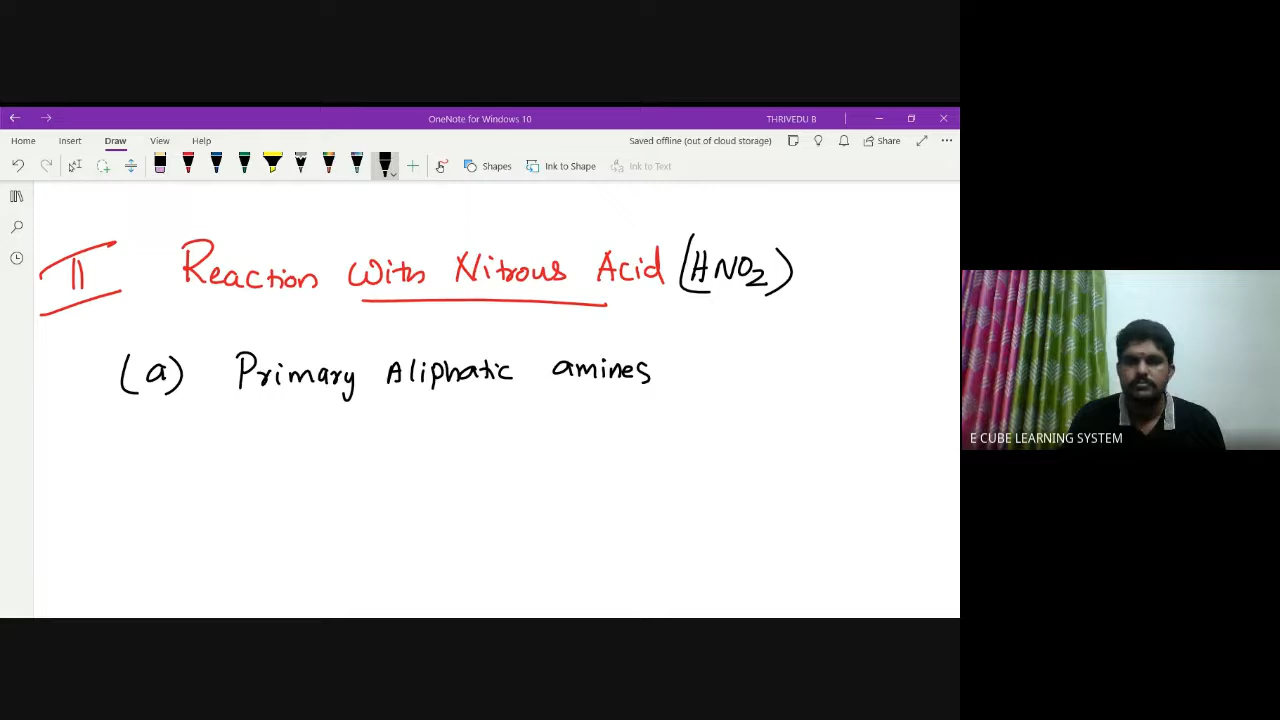 OneNote for Windows 10
THRIVEDU B
Home Insert Draw View Help
Saved offline (out of cloud storage)
Share
Shapes Ink to Shape Ink to Text
II Reaction with Nitrous Acid (HNO2)
(a) Primary Aliphatic amines
E CUBE LEARNING SYSTEM